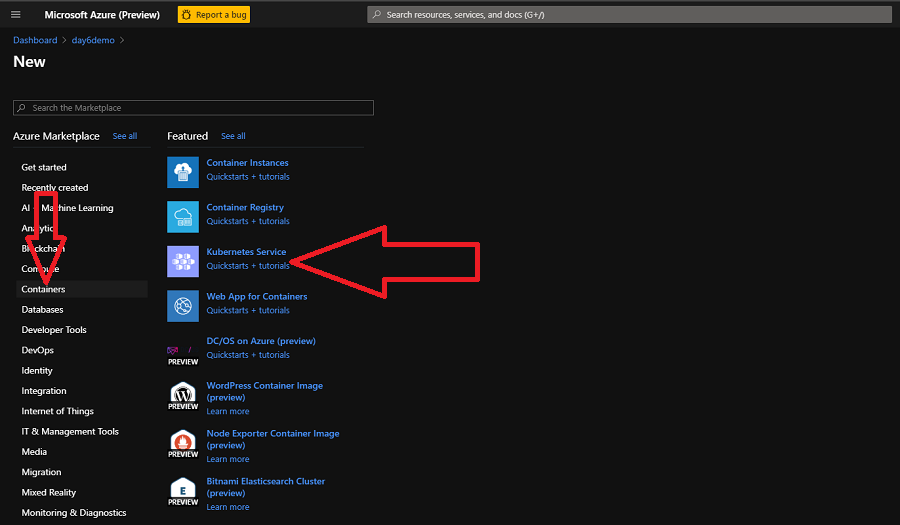 Microsoft Azure (Preview)
Report a bug
Search resources, services, and docs (G+/)
Dashboard > day6demo >
New
Search the Marketplace
Azure Marketplace See all
Featured See all
Get started
Recently created
AI + Machine Learning
Analytics
Blockchain
Compute
Containers
Databases
Developer Tools
DevOps
Identity
Integration
Internet of Things
IT & Management Tools
Media
Migration
Mixed Reality
Monitoring & Diagnostics
Container Instances
Quickstarts + tutorials
Container Registry
Quickstarts + tutorials
Kubernetes Service
Quickstarts + tutorials
Web App for Containers
Quickstarts + tutorials
PREVIEW
DC/OS on Azure (preview)
Quickstarts + tutorials
PREVIEW
WordPress Container Image
(preview)
Learn more
PREVIEW
Node Exporter Container Image
(preview)
Learn more
E
PREVIEW
Bitnami Elasticsearch Cluster
(preview)
Learn more